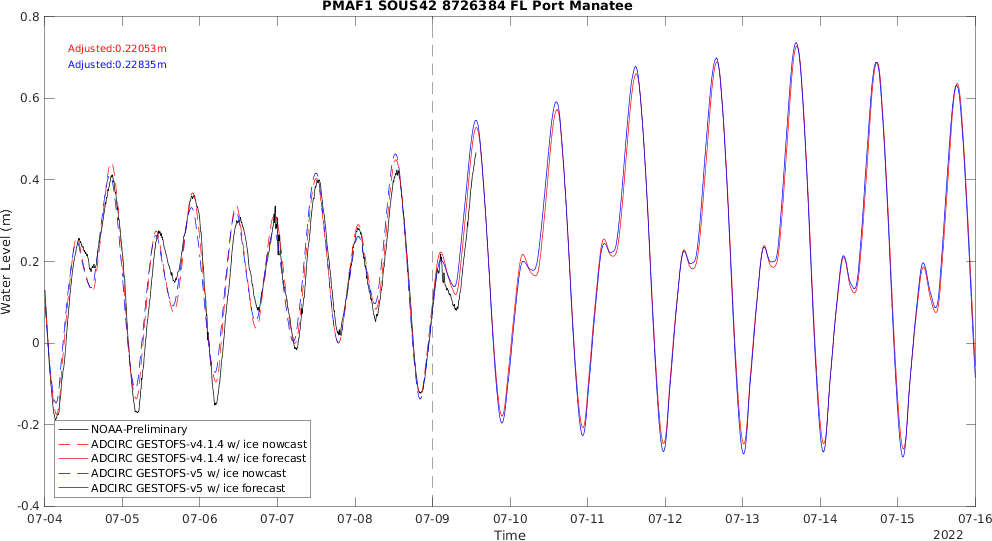 PMAF1 SOUS42 8726384 FL Port Manatee
0.8
0.6
0.4
0.2
0
-0.2
-0.4
Water Level (m)
Adjusted:0.22053m
Adjusted:0.22835m
NOAA-Preliminary
ADCIRC GESTOFS-v4.1.4 w/ ice nowcast
ADCIRC GESTOFS-v4.1.4 w/ ice forecast
ADCIRC GESTOFS-v5 w/ ice nowcast
ADCIRC GESTOFS-v5 w/ ice forecast
07-04 07-05 07-06 07-07 07-08 07-09 07-10 07-11 07-12 07-13 07-14 07-15 07-16
Time
2022